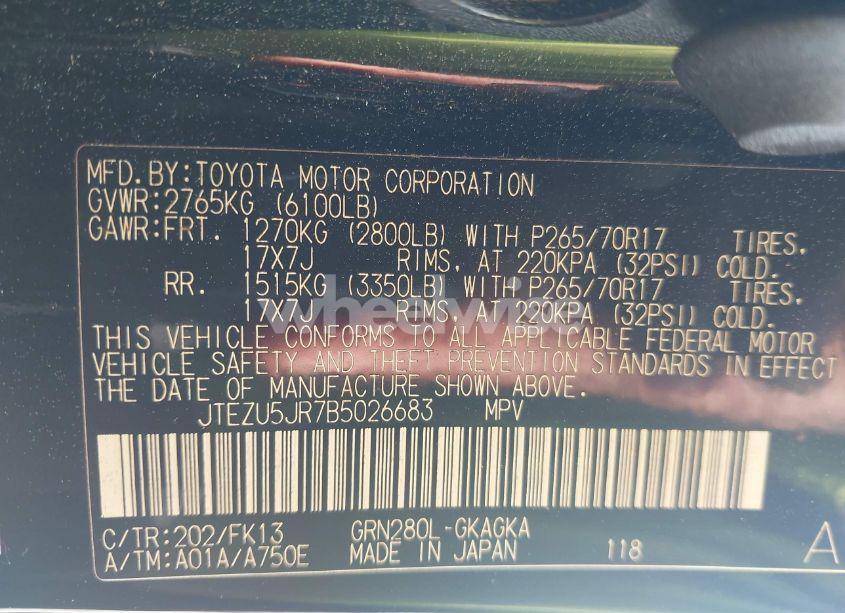 MFD. BY:TOYOTA MOTOR CORPORATION
GVWR:2765KG (6100LB)
GAWR:FRT. 1270KG (2800LB) WITH P265/70R17 TIRES,
17X7J RIMS, AT 220KPA (32PSI) COLD.
RR. 1515KG (3350LB) WITH P265/70R17 TIRES,
17X7J RIMS, AT 220KPA (32PSI) COLD.
THIS VEHICLE CONFORMS TO ALL APPLICABLE FEDERAL MOTOR
VEHICLE SAFETY AND THEFT PREVENTION STANDARDS IN EFFECT
THE DATE OF MANUFACTURE SHOWN ABOVE.
JTEZU5JR7B5026683 MPV
C/TR:202/FK13 GRN280L-GKAGKA
A/TM:A01A/A750E MADE IN JAPAN 118 A